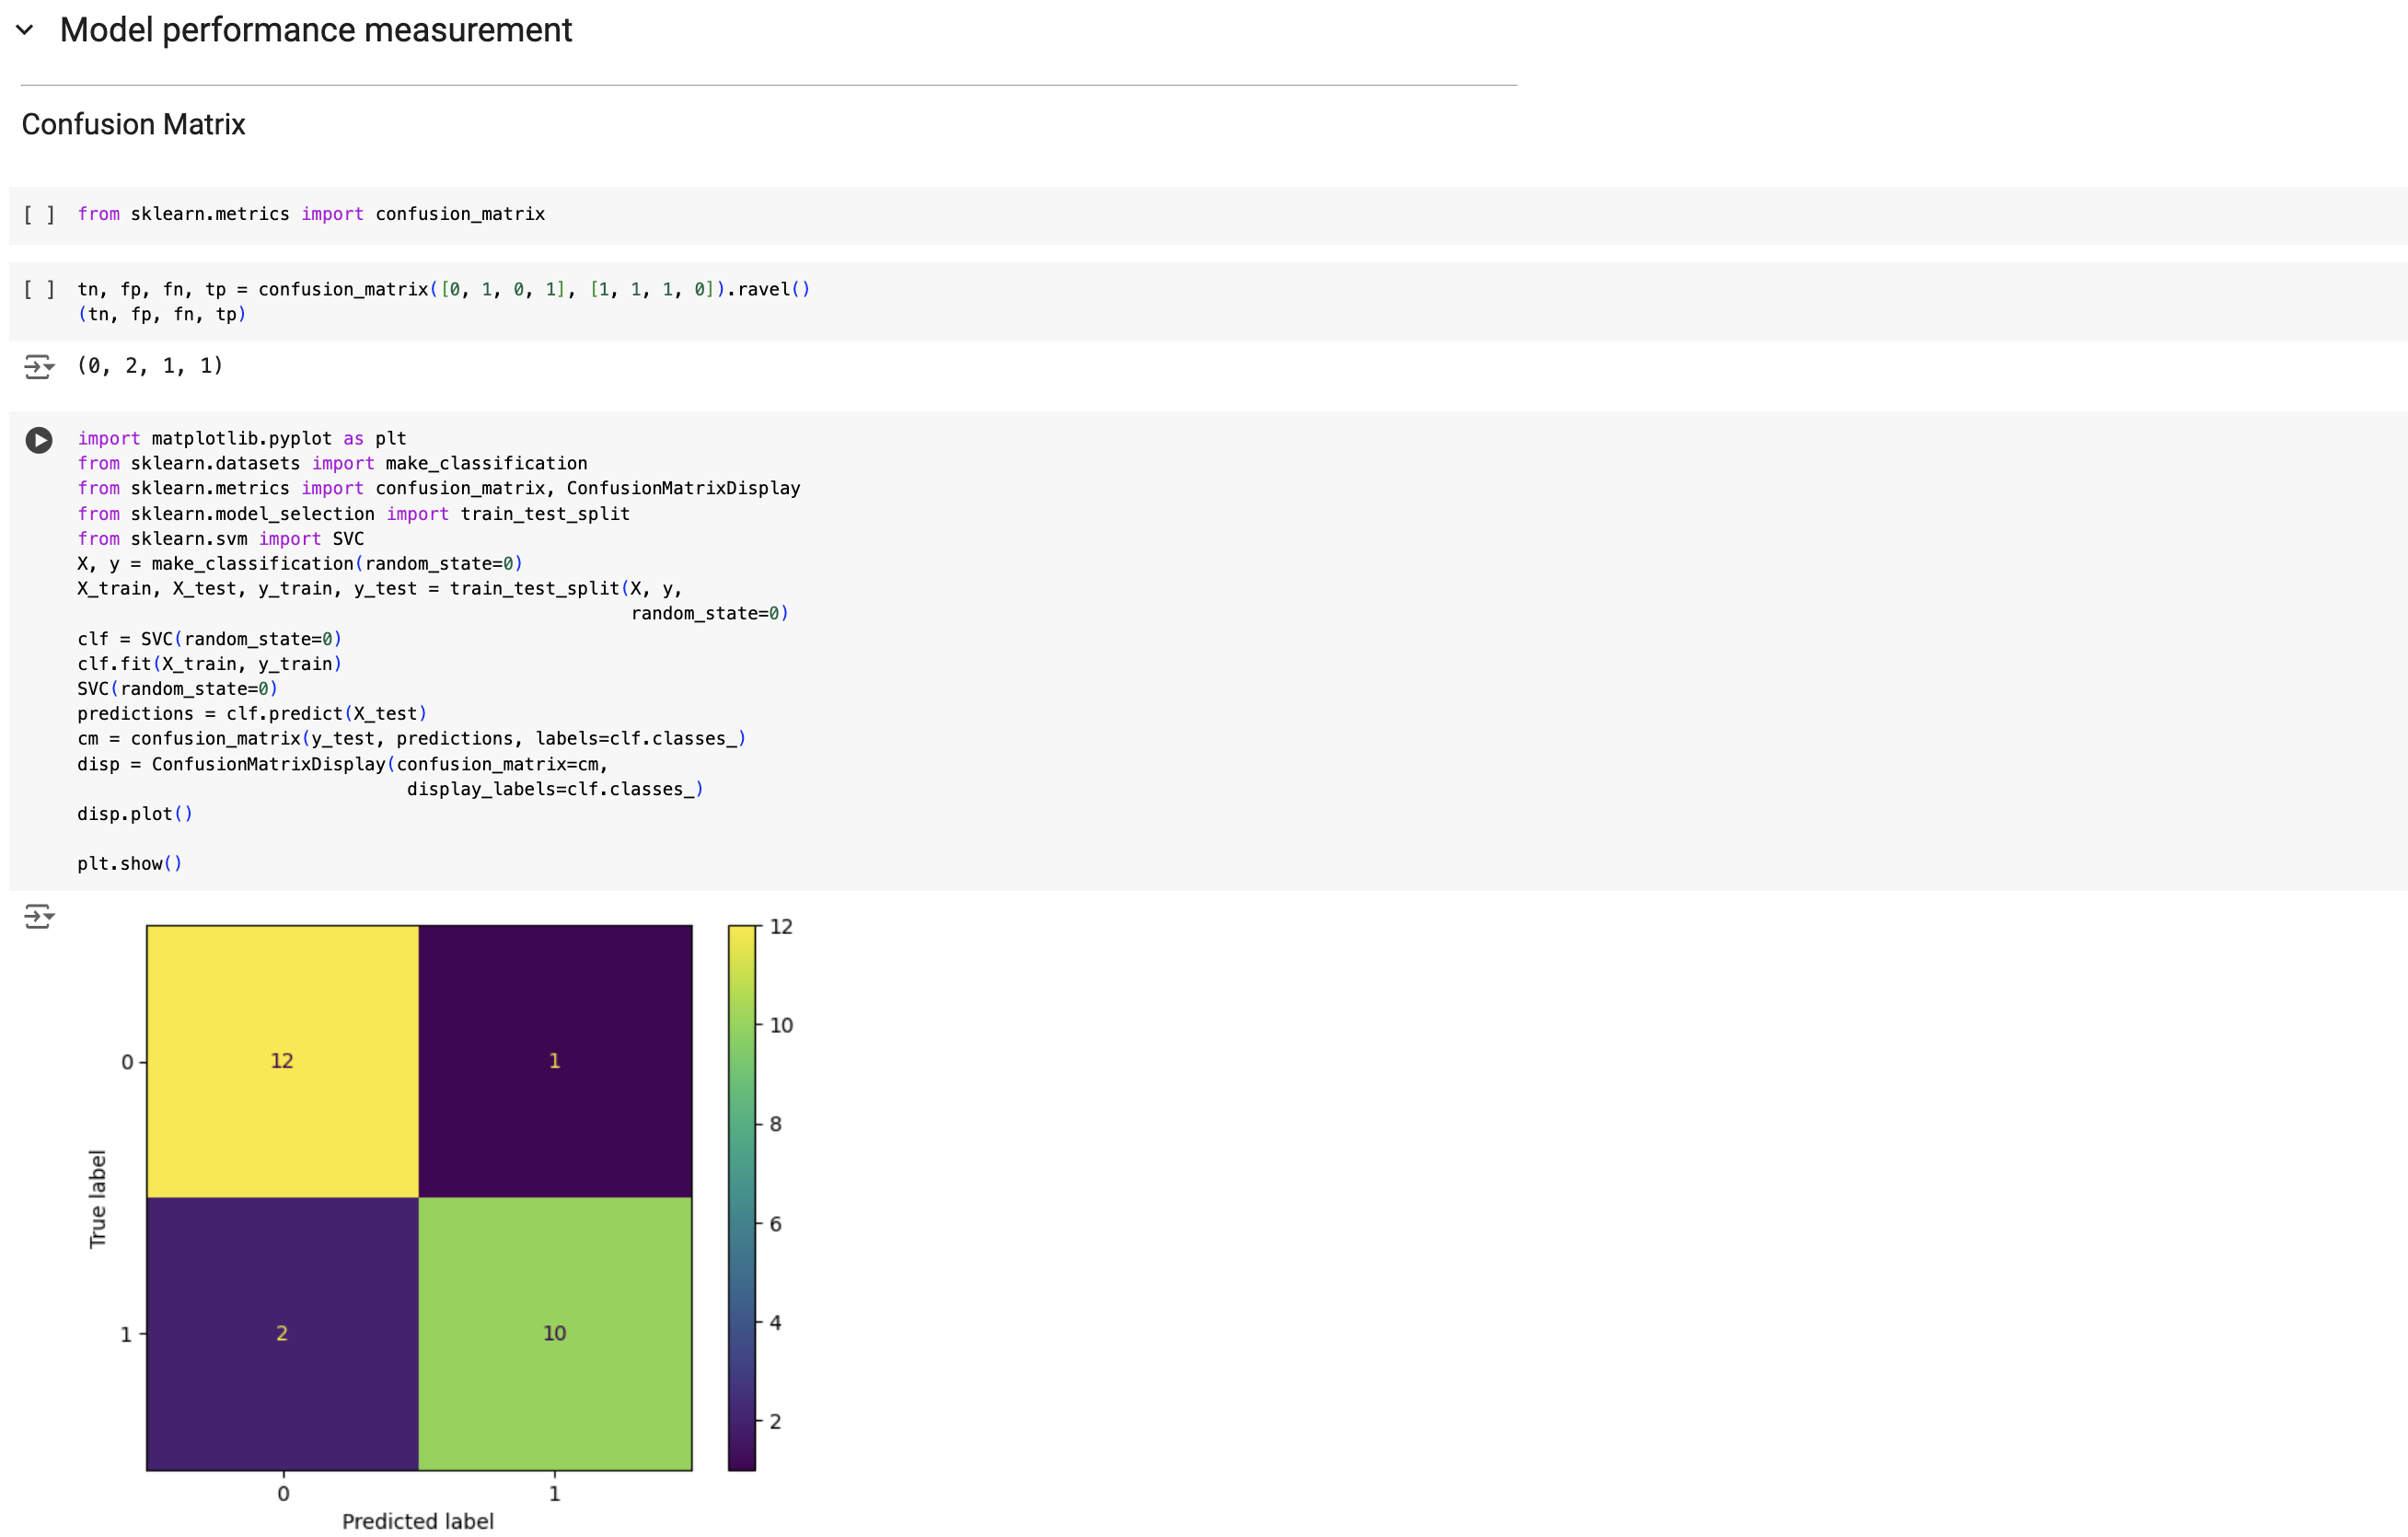 Model performance measurement
Confusion Matrix
[ ] from sklearn.metrics import confusion_matrix
[ ] tn, fp, fn, tp = confusion_matrix([0, 1, 0, 1], [1, 1, 1, 0]).ravel()
(tn, fp, fn, tp)
(0, 2, 1, 1)
import matplotlib.pyplot as plt
from sklearn.datasets import make_classification
from sklearn.metrics import confusion_matrix, ConfusionMatrixDisplay
from sklearn.model_selection import train_test_split
from sklearn.svm import SVC
X, y = make_classification(random_state=0)
X_train, X_test, y_train, y_test = train_test_split(X, y,
random_state=0)
clf = SVC(random_state=0)
clf.fit(X_train, y_train)
SVC(random_state=0)
predictions = clf.predict(X_test)
cm = confusion_matrix(y_test, predictions, labels=clf.classes_)
disp = ConfusionMatrixDisplay(confusion_matrix=cm,
display_labels=clf.classes_)
disp.plot()
plt.show()
12
10
8
6
4
2
True label
0
1
12
1
2
10
0
1
Predicted label